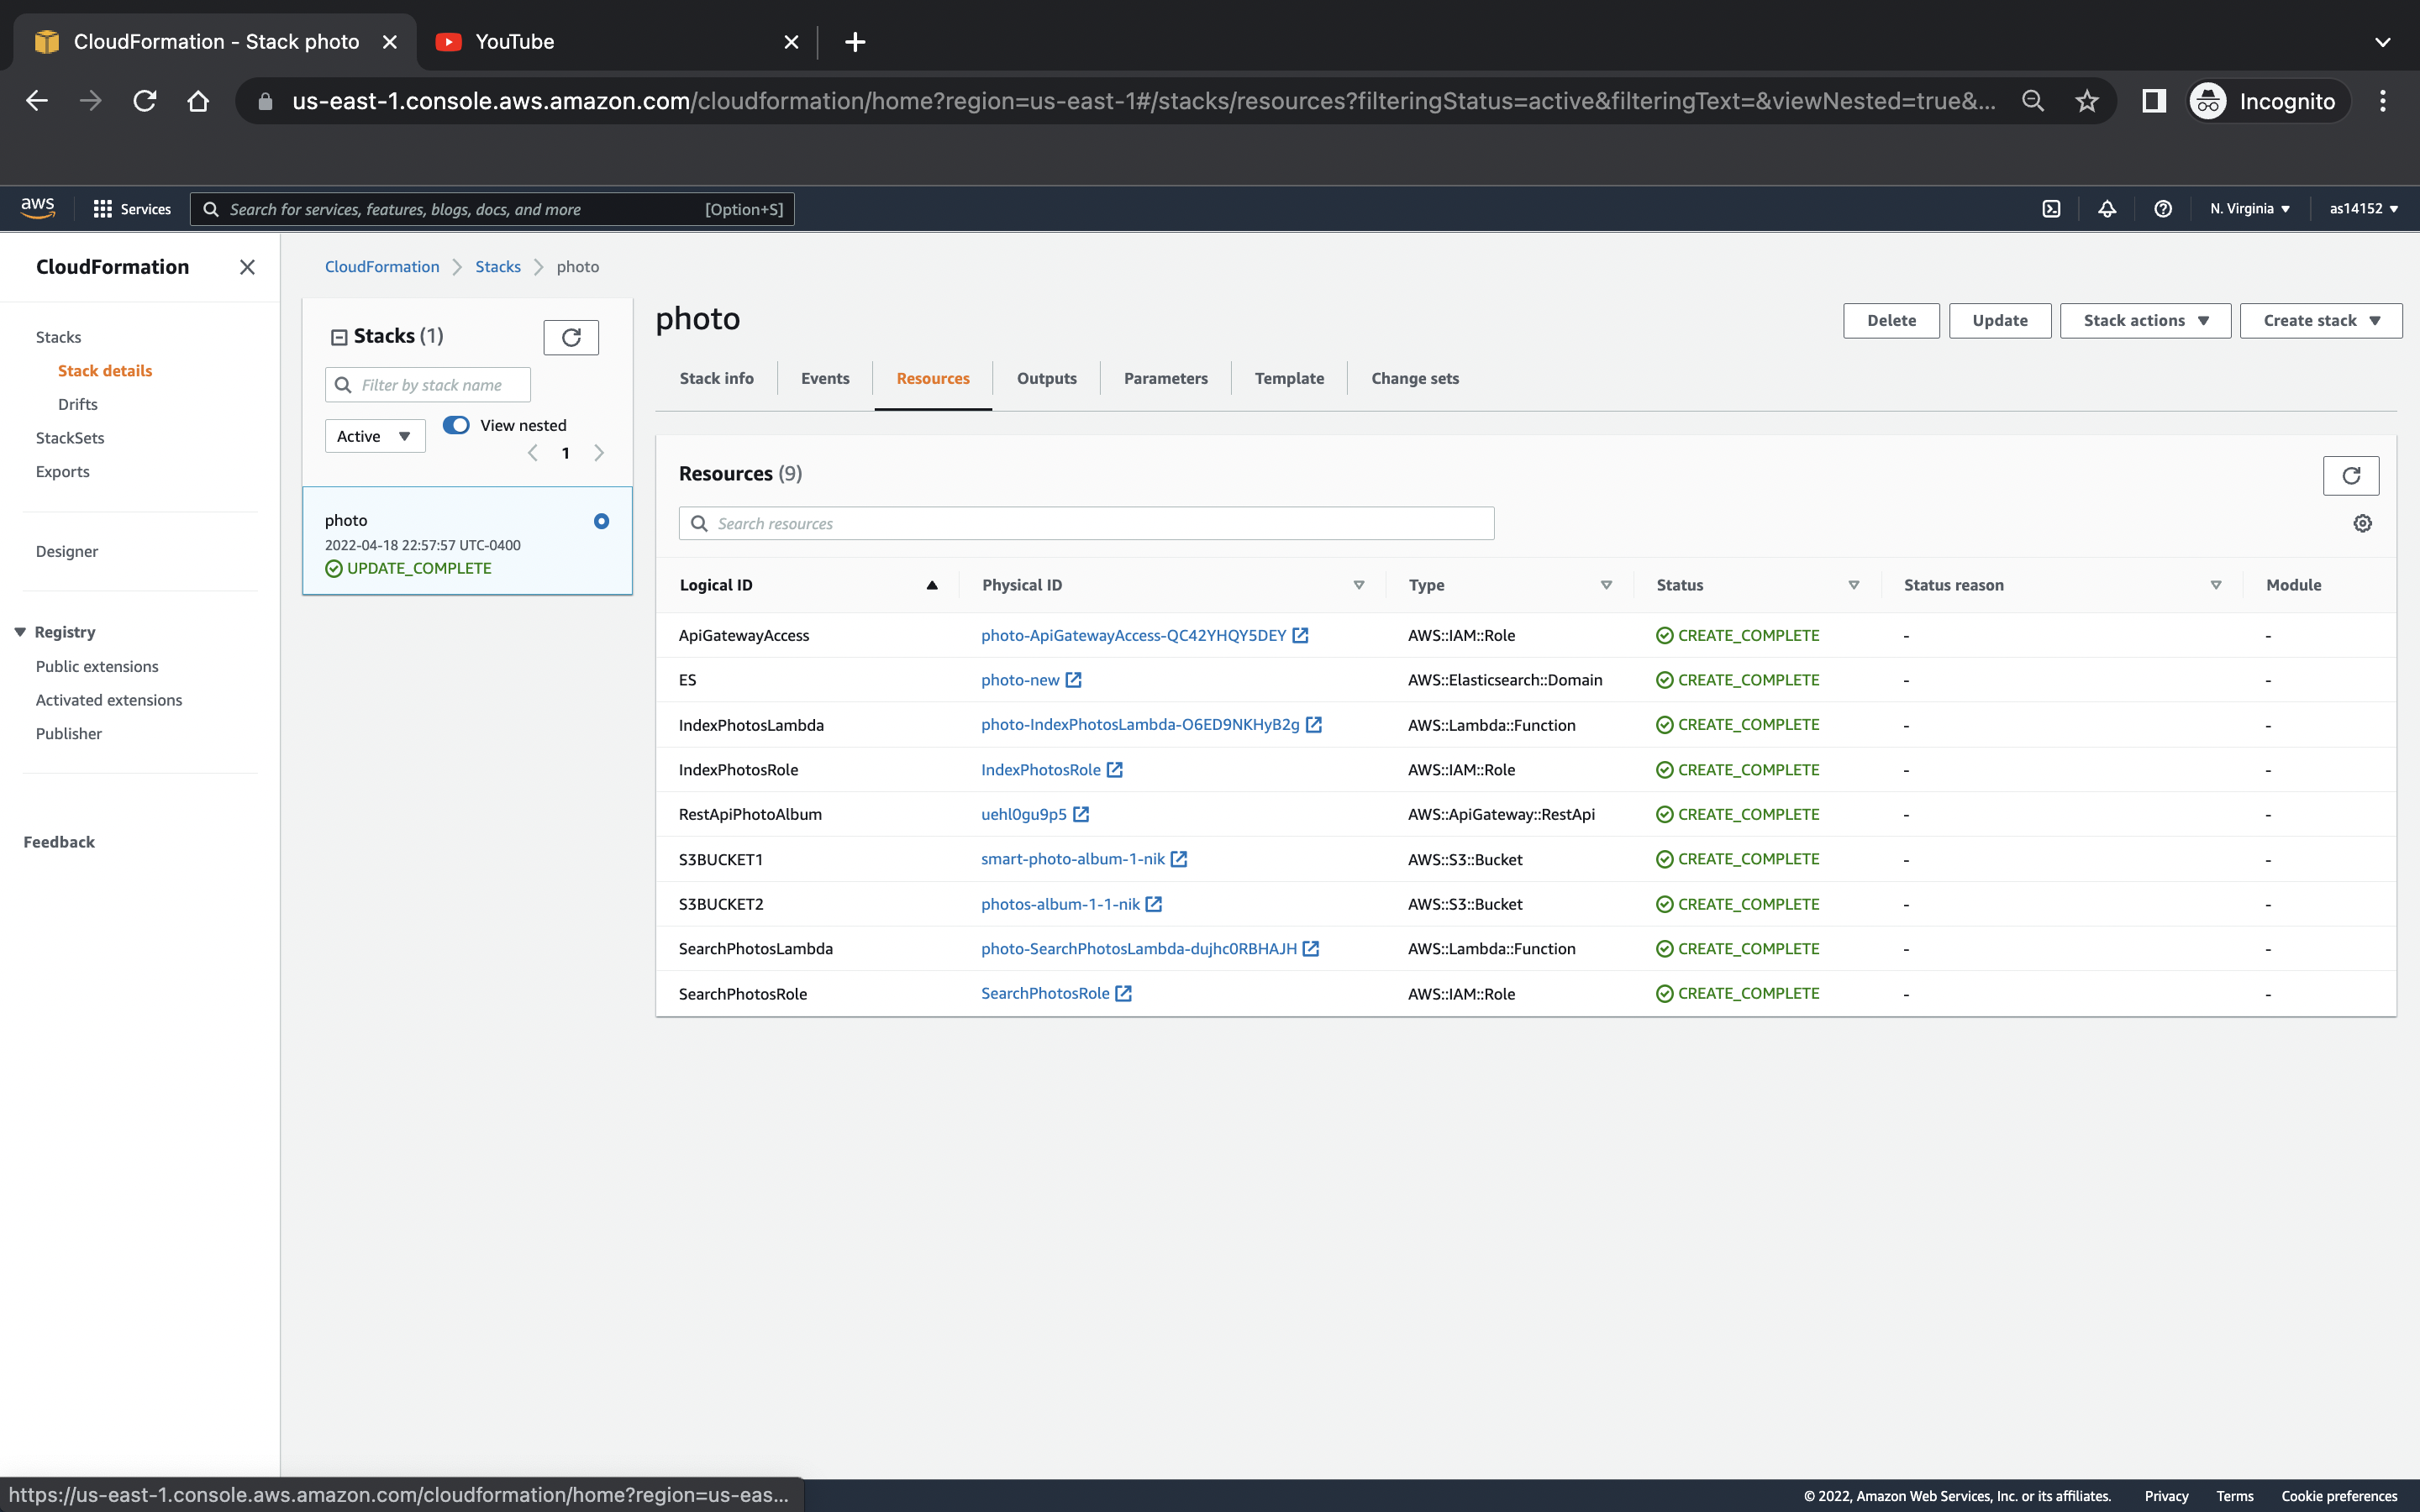 CloudFormation - Stack photo
YouTube
us-east-1.console.aws.amazon.com/cloudformation/home?region=us-east-1#/stacks/resources?filteringStatus=active&filteringText=&viewNested=true&...
Incognito
aws
Services
Search for services, features, blogs, docs, and more
[Option+S]
N. Virginia
as14152
CloudFormation
Stacks
Stack details
Drifts
StackSets
Exports
Designer
Registry
Public extensions
Activated extensions
Publisher
Feedback
CloudFormation
Stacks
photo
Stacks (1)
Filter by stack name
Active
View nested
1
photo
2022-04-18 22:57:57 UTC-0400
UPDATE_COMPLETE
photo
Delete
Update
Stack actions
Create stack
Stack info
Events
Resources
Outputs
Parameters
Template
Change sets
Resources (9)
Search resources
Logical ID Physical ID Type Status Status reason Module
ApiGatewayAccess photo-ApiGatewayAccess-QC42YHQY5DEY AWS::IAM::Role CREATE_COMPLETE - -
ES photo-new AWS::Elasticsearch::Domain CREATE_COMPLETE - -
IndexPhotosLambda photo-IndexPhotosLambda-O6ED9NKHyB2g AWS::Lambda::Function CREATE_COMPLETE - -
IndexPhotosRole IndexPhotosRole AWS::IAM::Role CREATE_COMPLETE - -
RestApiPhotoAlbum uehl0gu9p5 AWS::ApiGateway::RestApi CREATE_COMPLETE - -
S3BUCKET1 smart-photo-album-1-nik AWS::S3::Bucket CREATE_COMPLETE - -
S3BUCKET2 photos-album-1-1-nik AWS::S3::Bucket CREATE_COMPLETE - -
SearchPhotosLambda photo-SearchPhotosLambda-dujhc0RBHAJH AWS::Lambda::Function CREATE_COMPLETE - -
SearchPhotosRole SearchPhotosRole AWS::IAM::Role CREATE_COMPLETE - -
https://us-east-1.console.aws.amazon.com/cloudformation/home?region=us-eas...
© 2022, Amazon Web Services, Inc. or its affiliates.
Privacy
Terms
Cookie preferences